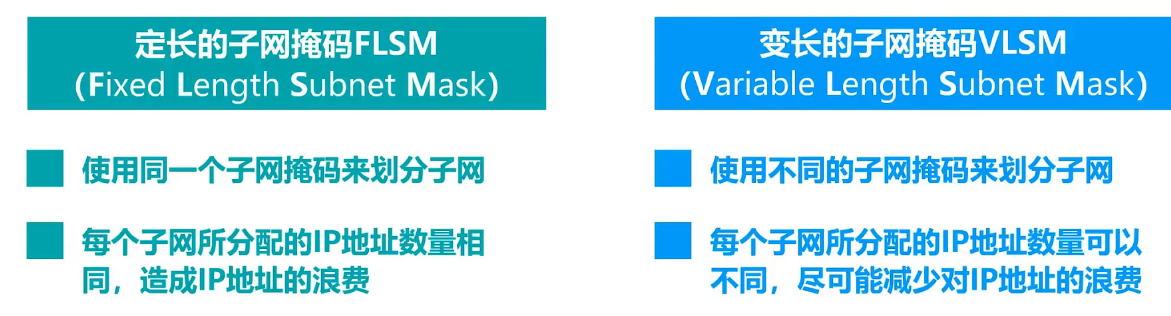 定长的子网掩码FLSM
(Fixed Length Subnet Mask)
使用同一个子网掩码来划分子网
每个子网所分配的IP地址数量相
同，造成IP地址的浪费
变长的子网掩码VLSM
(Variable Length Subnet Mask)
使用不同的子网掩码来划分子网
每个子网所分配的IP地址数量可以
不同，尽可能减少对IP地址的浪费